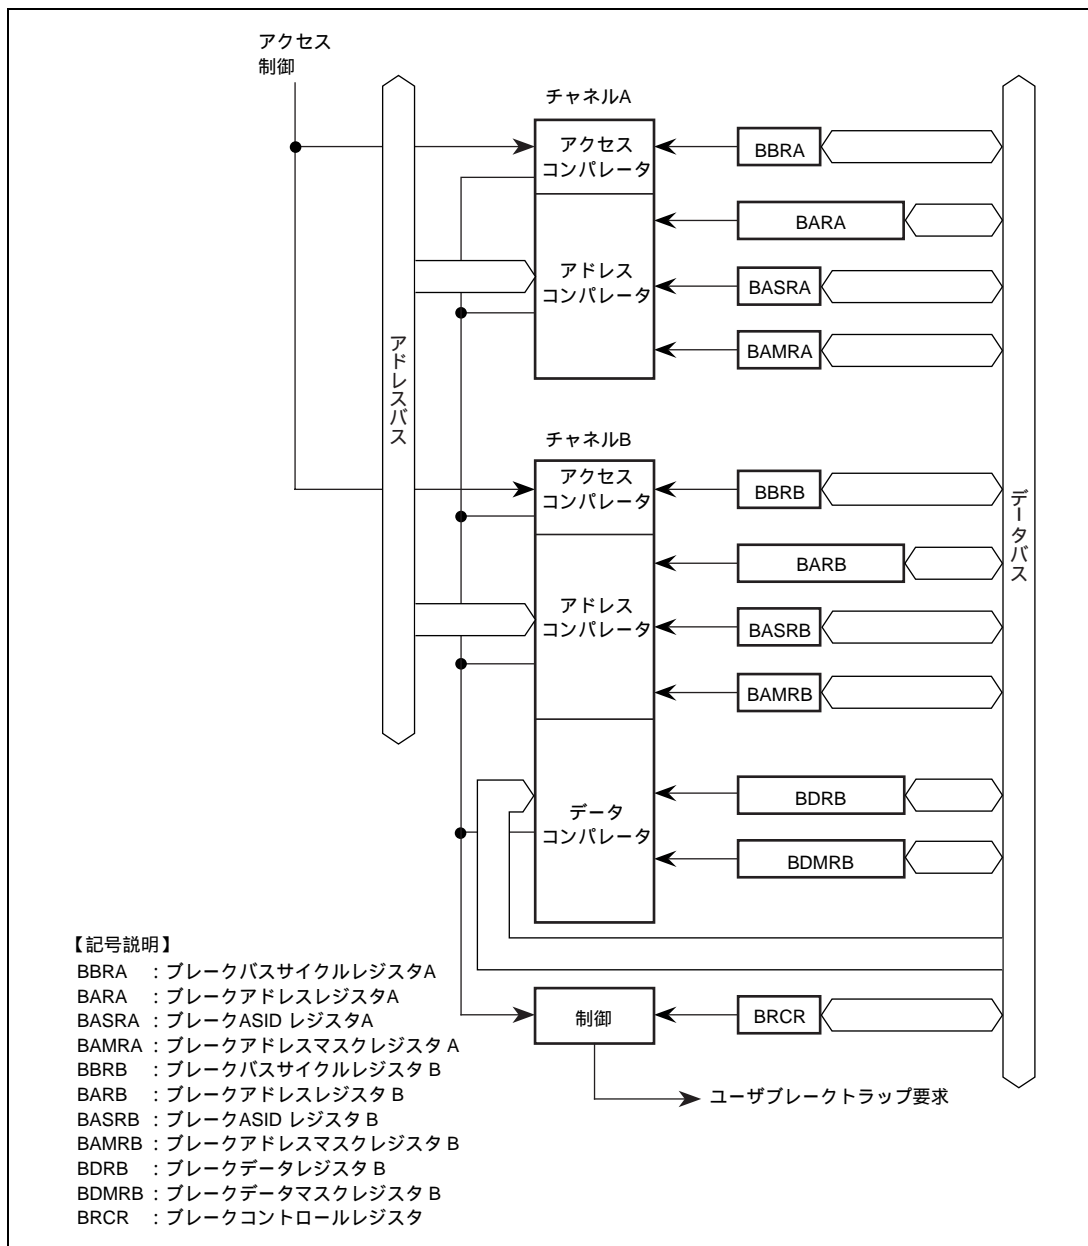 アクセス
制御
チャネルA
アクセス
コンパレータ
BBRA
BARA
アドレス
コンパレータ
BASRA
BAMRA
アドレスバス
チャネルB
アクセス
コンパレータ
BBRB
データバス
BARB
アドレス
コンパレータ
BASRB
BAMRB
データ
コンパレータ
BDRB
BDMRB
制御
BRCR
ユーザブレークトラップ要求
【記号説明】
BBRA : ブレークバスサイクルレジスタA
BARA : ブレークアドレスレジスタA
BASRA : ブレークASID レジスタA
BAMRA : ブレークアドレスマスクレジスタ A
BBRB : ブレークバスサイクルレジスタ B
BARB : ブレークアドレスレジスタ B
BASRB : ブレークASID レジスタ B
BAMRB : ブレークアドレスマスクレジスタ B
BDRB : ブレークデータレジスタ B
BDMRB : ブレークデータマスクレジスタ B
BRCR : ブレークコントロールレジスタ